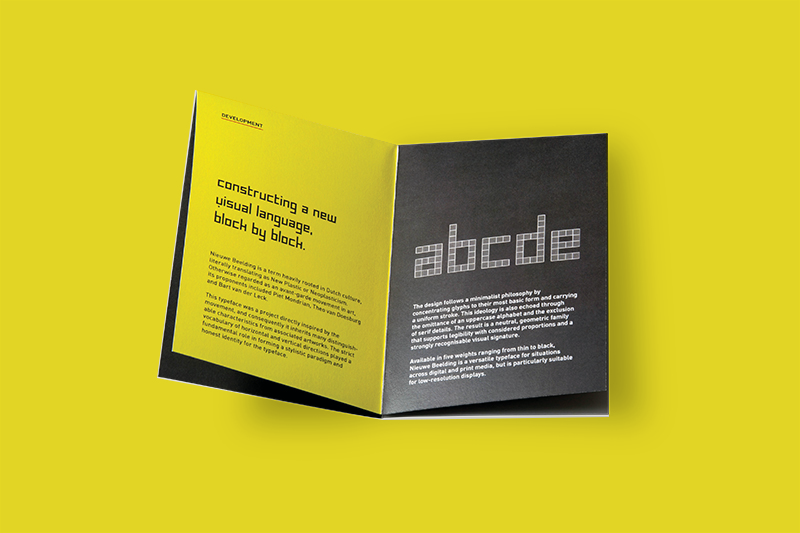 DEVELOPMENT
constructing a new
visual language,
block by block.
Nieuwe Beelding is a term heavily rooted in Dutch culture,
literally translating as New Plastic or Neoplasticism.
Otherwise regarded as an avant-garde movement in art,
its proponents included Piet Mondrian, Theo van Doesburg
and Bart van der Leck.
This typeface was a project directly inspired by the
movement, and consequently it inherits many distinguish-
able characteristics from associated artworks. The strict
vocabulary of horizontal and vertical directions played a
fundamental role in forming a stylistic paradigm and
honest identity for the typeface.
abcde
The design follows a minimalist philosophy by
concentrating glyphs to their most basic form and carrying
a uniform stroke. This ideology is also echoed through
the omittance of an uppercase alphabet and the exclusion
of serif details. The result is a neutral, geometric family
that supports legibility with considered proportions and a
strongly recognisable visual signature.
Available in five weights ranging from thin to black,
Nieuwe Beelding is a versatile typeface for situations
across digital and print media, but is particularly suitable
for low-resolution displays.